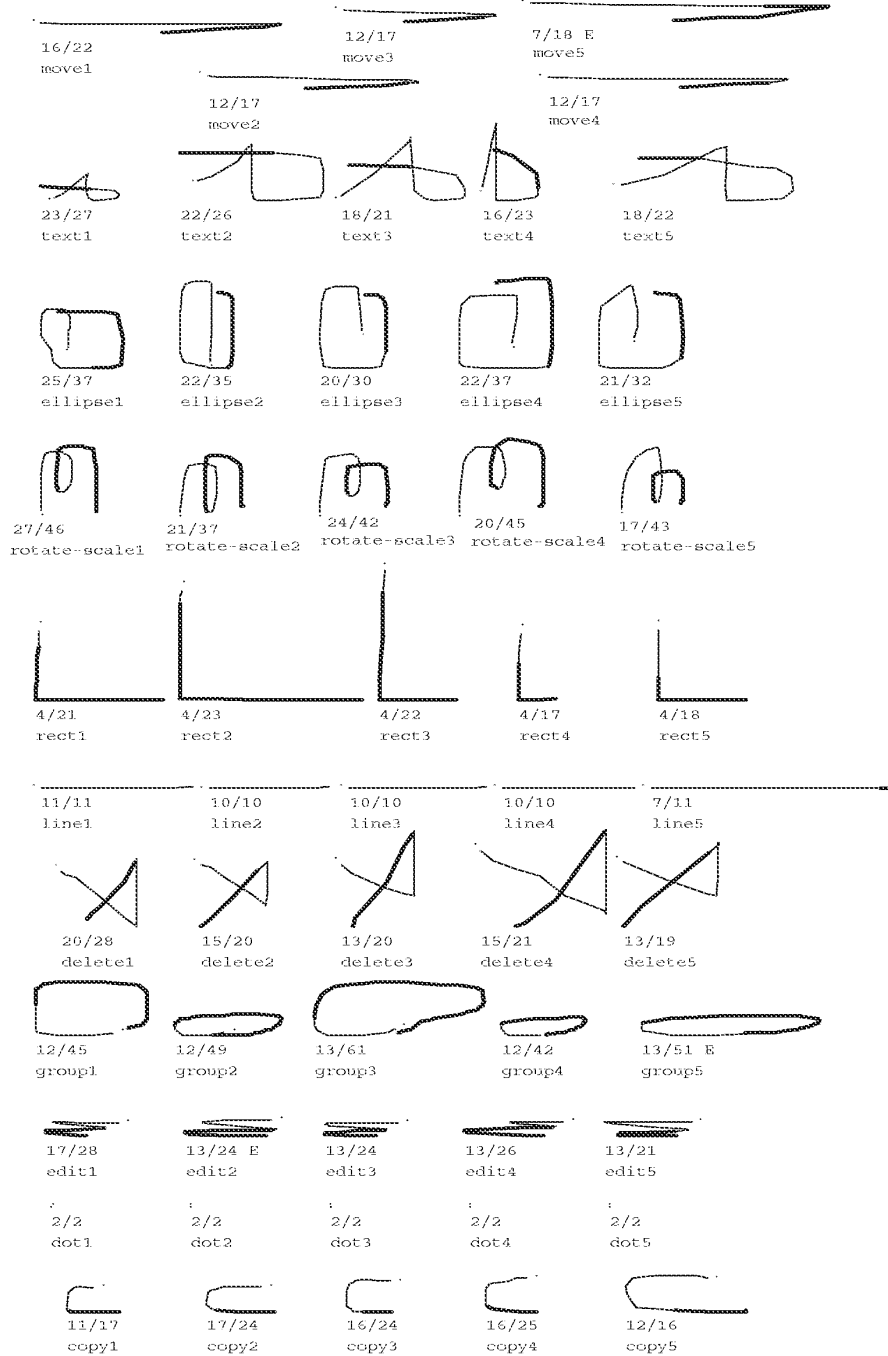 16/22 12/17 7/18 E
move1 move3 move5
12/17 12/17
move2 move4
23/27 22/26 18/21 16/23 18/22
text1 text2 text3 text4 text5
25/37 22/35 20/30 22/37 21/32
ellipse1 ellipse2 ellipse3 ellipse4 ellipse5
27/46 21/37 24/42 20/45 17/43
rotate-scale1 rotate-scale2 rotate-scale3 rotate-scale4 rotate-scale5
4/21 4/23 4/22 4/17 4/18
rect1 rect2 rect3 rect4 rect5
11/11 10/10 10/10 10/10 7/11
line1 line2 line3 line4 line5
20/28 15/20 13/20 15/21 13/19
delete1 delete2 delete3 delete4 delete5
12/45 12/49 13/61 12/42 13/51 E
group1 group2 group3 group4 group5
17/28 13/24 E 13/24 13/26 13/21
edit1 edit2 edit3 edit4 edit5
2/2 2/2 2/2 2/2 2/2
dot1 dot2 dot3 dot4 dot5
11/17 17/24 16/24 16/25 12/16
copy1 copy2 copy3 copy4 copy5